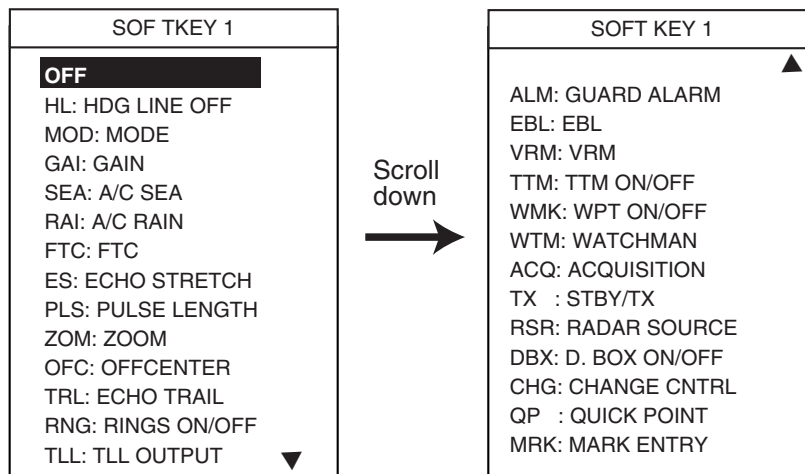 SOF TKEY 1
OFF
HL: HDG LINE OFF
MOD: MODE
GAI: GAIN
SEA: A/C SEA
RAI: A/C RAIN
FTC: FTC
ES: ECHO STRETCH
PLS: PULSE LENGTH
ZOM: ZOOM
OFC: OFFCENTER
TRL: ECHO TRAIL
RNG: RINGS ON/OFF
TLL: TLL OUTPUT
Scroll
down
SOFT KEY 1
ALM: GUARD ALARM
EBL: EBL
VRM: VRM
TTM: TTM ON/OFF
WMK: WPT ON/OFF
WTM: WATCHMAN
ACQ: ACQUISITION
TX : STBY/TX
RSR: RADAR SOURCE
DBX: D. BOX ON/OFF
CHG: CHANGE CNTRL
QP : QUICK POINT
MRK: MARK ENTRY